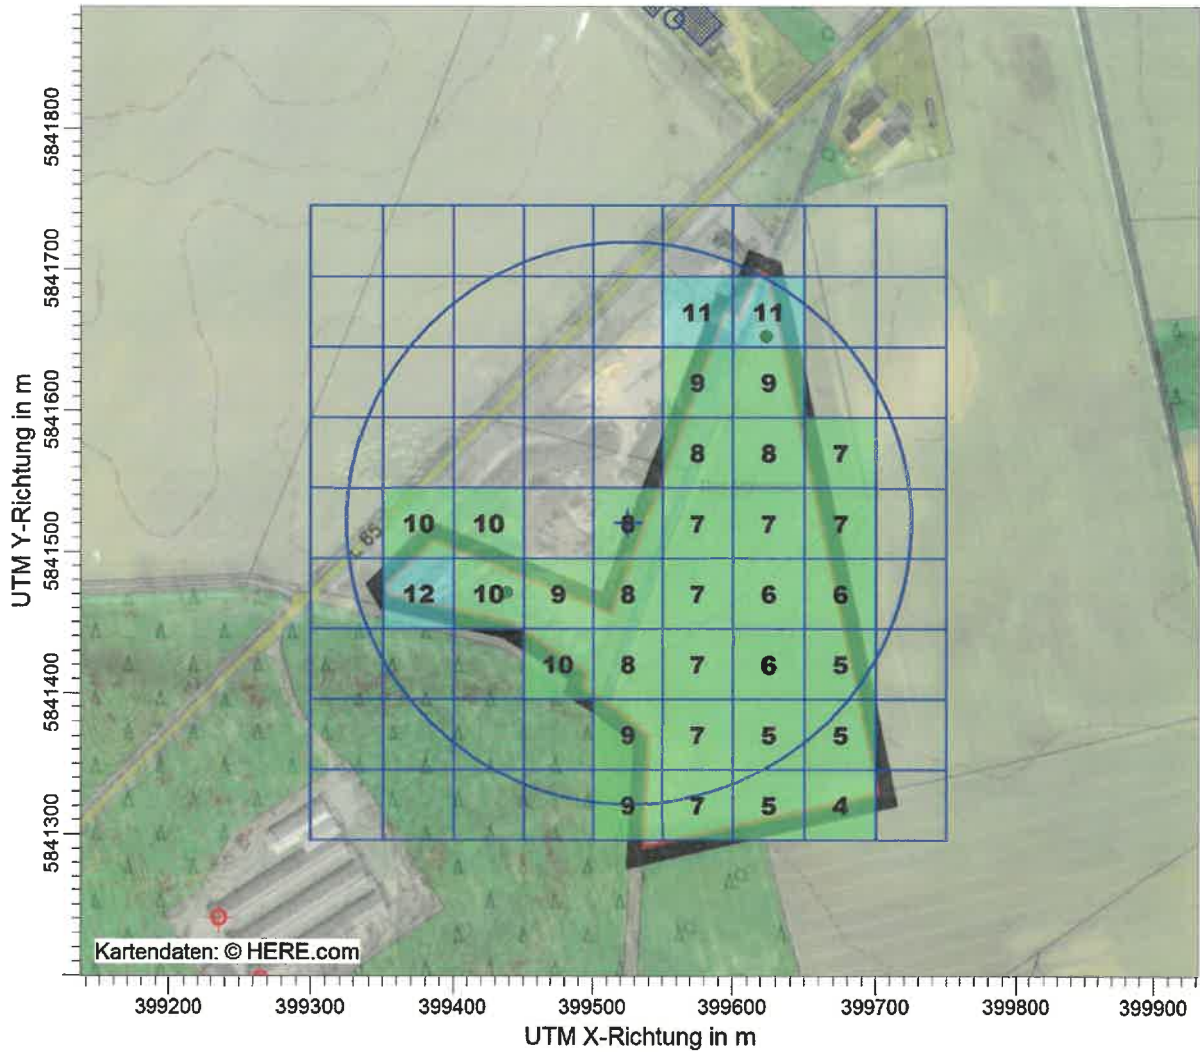 UTM Y-Richtung in m
5841800
5841700
5841600
5841500
5841400
5841300
11 11
9 9
8 8 7
10 10 8 7 7 7
L 65
12 10 9 8 7 6 6
10 8 7 6 5
9 7 5 5
9 7 5 4
Kartendaten: © HERE.com
399200 399300 399400 399500 399600 399700 399800 399900
UTM X-Richtung in m